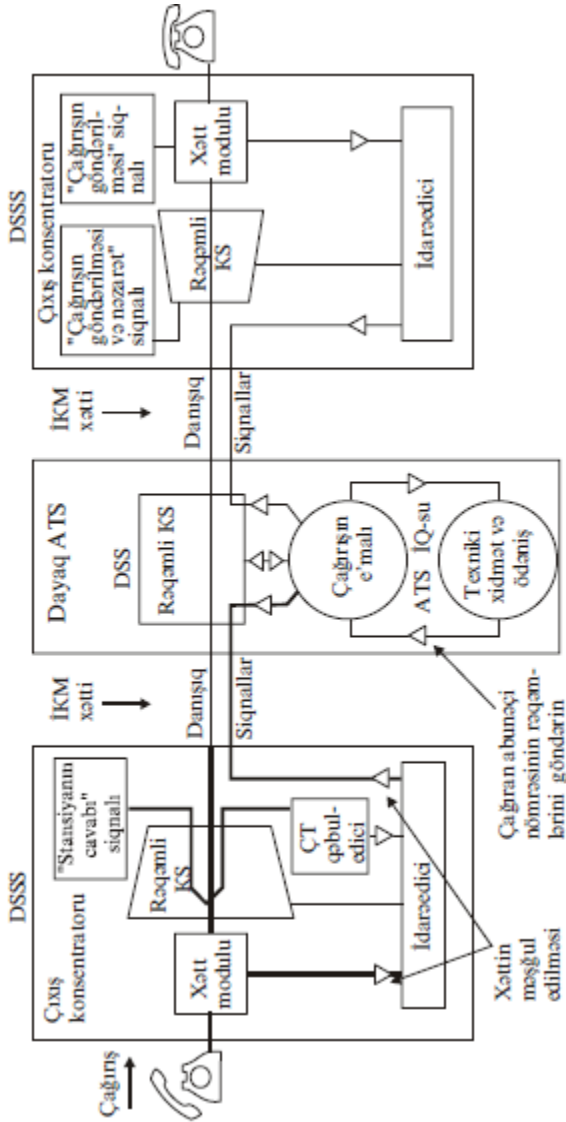 DSSS
Çıxış
konsentratoru
"Stansiyanın
cavabı"
siqnalı
Çağırış
Xətt
modulu
Rəqəmli
KS
ÇT
qəbul-
edici
İdarəedici
Xəttin
məşğul
edilməsi
İKM
xətti
Danışıq
Siqnallar
Dayaq ATS
DSS
Rəqəmli KS
Çağırışın
e'malı
ATS İQ-su
Texniki
xidmət və
ödəniş
Çağıran abunəçi
nömrəsinin rəqəm-
lərini göndərin
İKM
xətti
Danışıq
Siqnallar
DSSS
Çıxış konsentratoru
"Çağırışın
göndərilməsi
və nəzarət"
siqnalı
"Çağırışın
göndəril-
məsi" siq-
nalı
Rəqəmli
KS
Xətt
modulu
İdarəedici